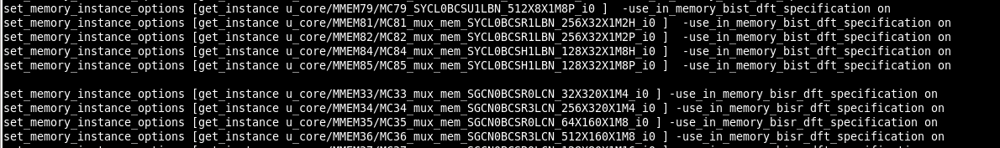 set_memory_instance_options [get_instance u_core/MMEM79/MC79_SYCL0BCSU1LBN_512X8X1M8P_i0 ]  -use_in_memory_bist_dft_specification on
set_memory_instance_options [get_instance u_core/MMEM81/MC81_mux_mem_SYCL0BCSR1LBN_256X32X1M2H_i0 ]  -use_in_memory_bist_dft_specification on
set_memory_instance_options [get_instance u_core/MMEM82/MC82_mux_mem_SYCL0BCSR1LBN_256X32X1M2P_i0 ]  -use_in_memory_bist_dft_specification on
set_memory_instance_options [get_instance u_core/MMEM84/MC84_mux_mem_SYCL0BCSH1LBN_128X32X1M8H_i0 ]  -use_in_memory_bist_dft_specification on
set_memory_instance_options [get_instance u_core/MMEM85/MC85_mux_mem_SYCL0BCSH1LBN_128X32X1M8P_i0 ]  -use_in_memory_bist_dft_specification on
set_memory_instance_options [get_instance u_core/MMEM33/MC33_mux_mem_SGCN0BCSR0LCN_32X320X1M4_i0 ] -use_in_memory_bisr_dft_specification on
set_memory_instance_options [get_instance u_core/MMEM34/MC34_mux_mem_SGCN0BCSR3LCN_256X320X1M4_i0 ] -use_in_memory_bisr_dft_specification on
set_memory_instance_options [get_instance u_core/MMEM35/MC35_mux_mem_SGCN0BCSR0LCN_64X160X1M8_i0 ] -use_in_memory_bisr_dft_specification on
set_memory_instance_options [get_instance u_core/MMEM36/MC36_mux_mem_SGCN0BCSR3LCN_512X160X1M8_i0 ] -use_in_memory_bisr_dft_specification on